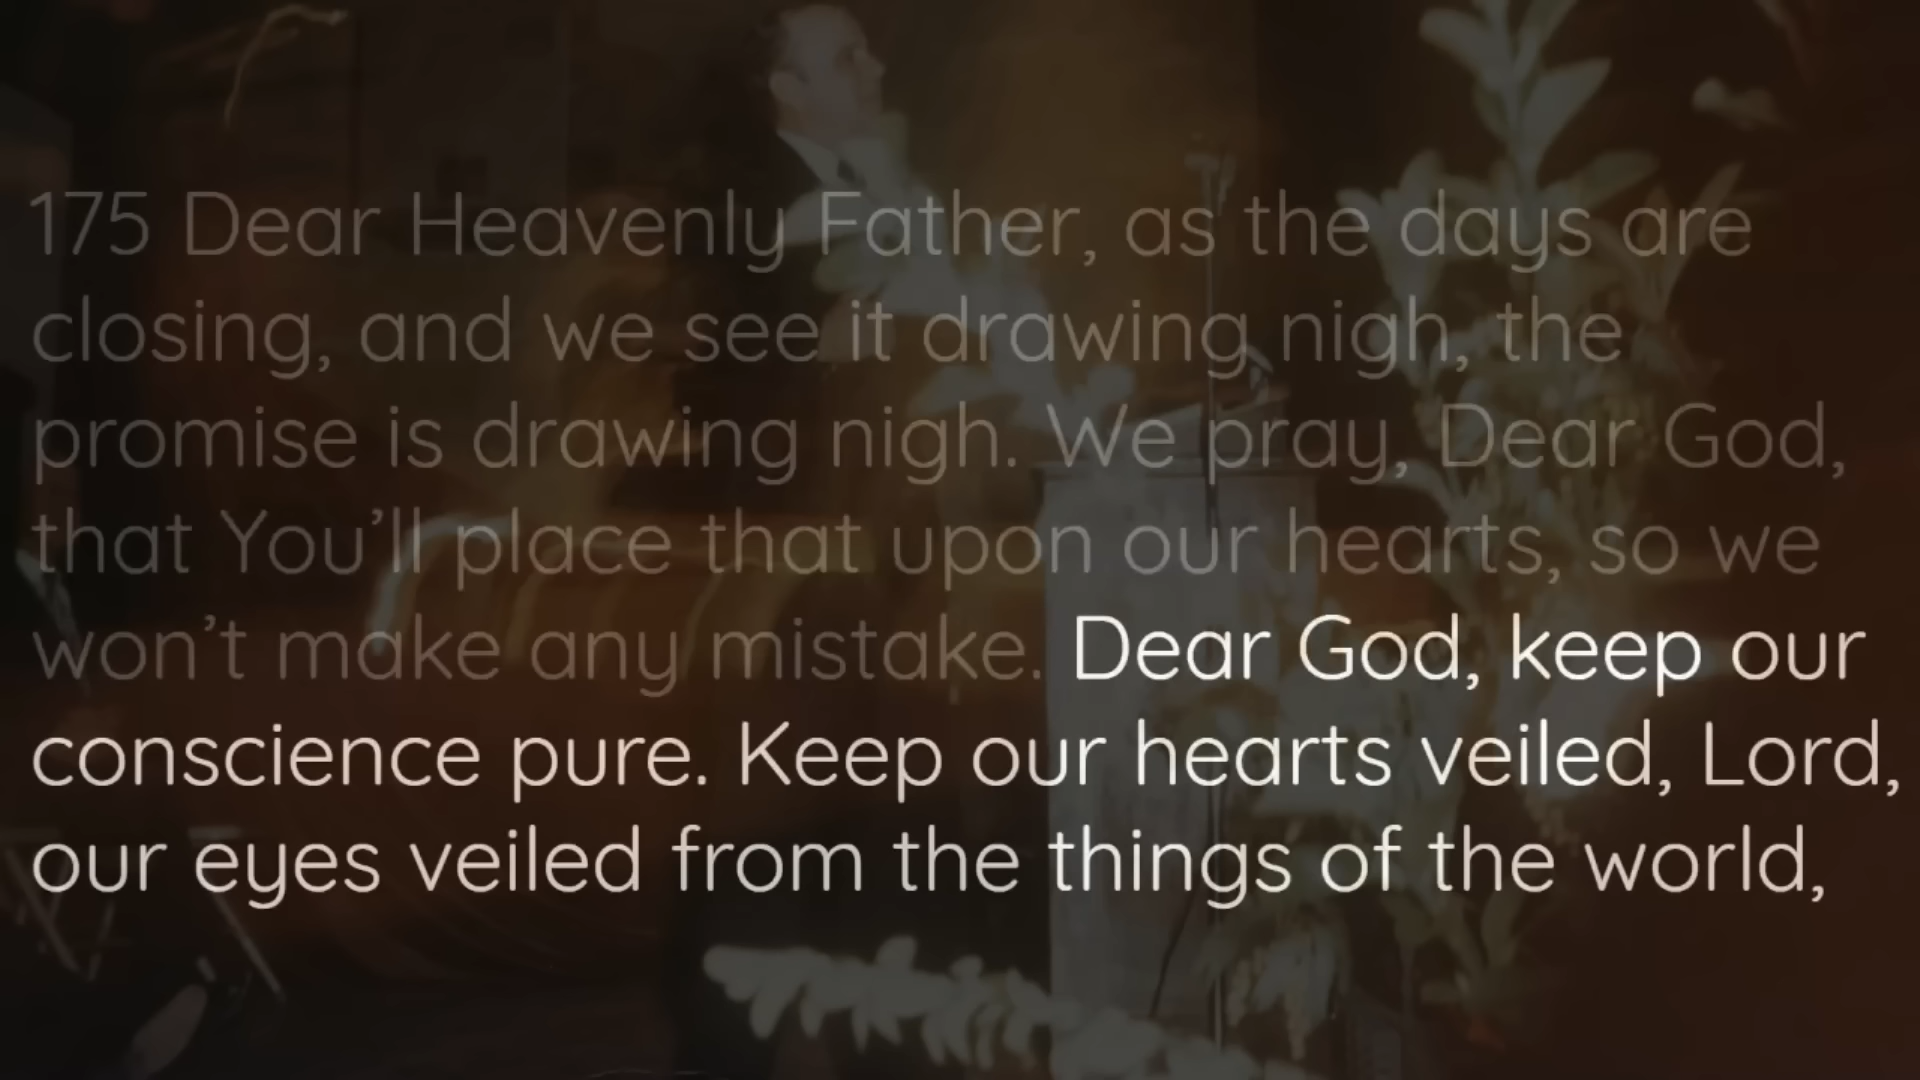 175 Dear Heavenly Father, as the days are
closing, and we see it drawing nigh, the
promise is drawing nigh. We pray, Dear God,
that You’ll place that upon our hearts, so we
won’t make any mistake. Dear God, keep our
conscience pure. Keep our hearts veiled, Lord,
our eyes veiled from the things of the world,